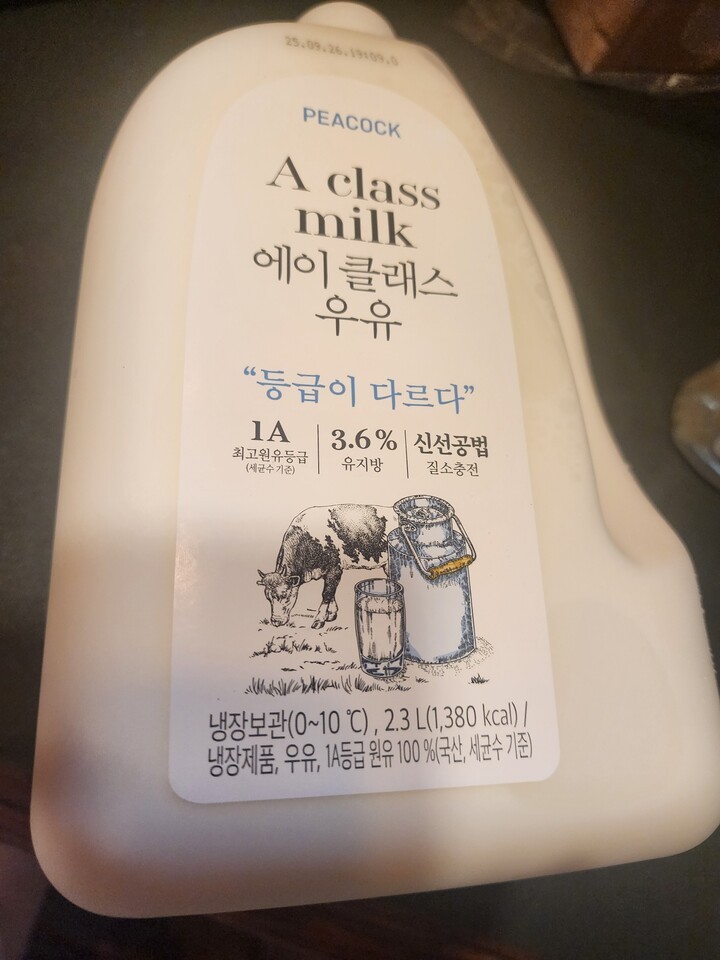 25.09.26.19:09.0
PEACOCK
A class
milk
에이 클래스
우유
“등급이 다르다”
1A
최고원유등급
(세균수 기준)
3.6%
유지방
신선공법
질소충전
냉장보관(0~10 ℃) , 2.3 L(1,380 kcal) /
냉장제품, 우유, 1A등급 원유 100 %(국산, 세균수 기준)